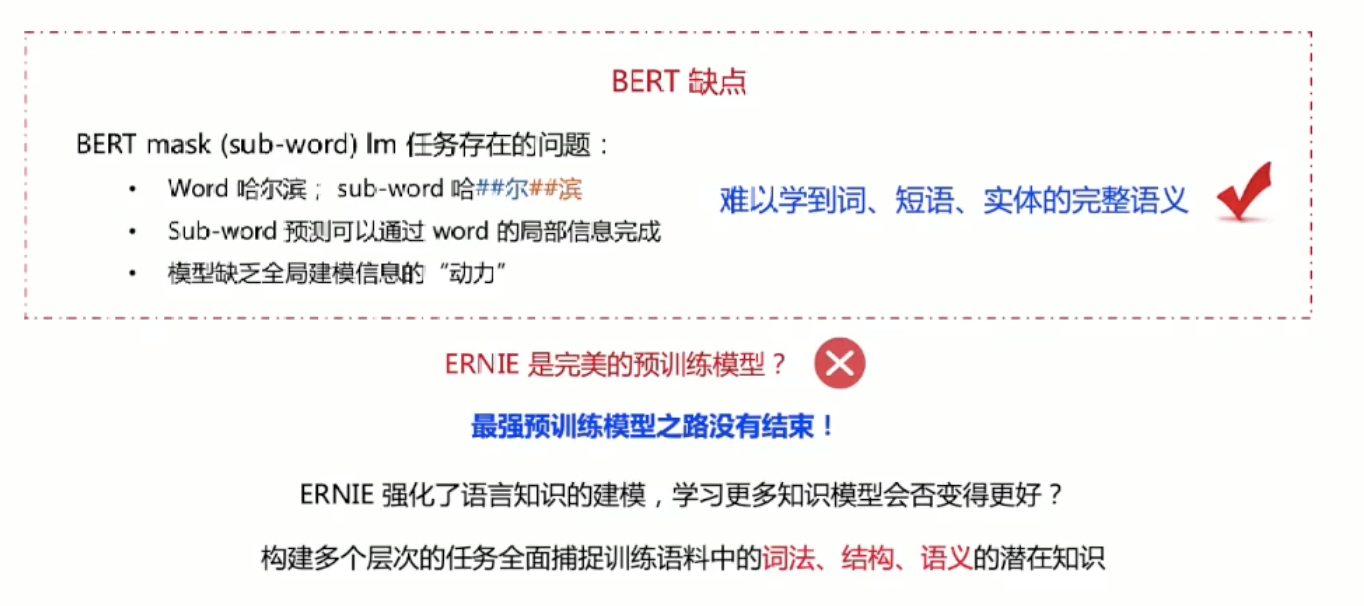 BERT 缺点
BERT mask (sub-word) lm 任务存在的问题：
• Word 哈尔滨； sub-word 哈##尔##滨
• Sub-word 预测可以通过 word 的局部信息完成
• 模型缺乏全局建模信息的“动力”
难以学到词、短语、实体的完整语义
ERNIE 是完美的预训练模型？
最强预训练模型之路没有结束！
ERNIE 强化了语言知识的建模，学习更多知识模型会否变得更好？
构建多个层次的任务全面捕捉训练语料中的词法、结构、语义的潜在知识